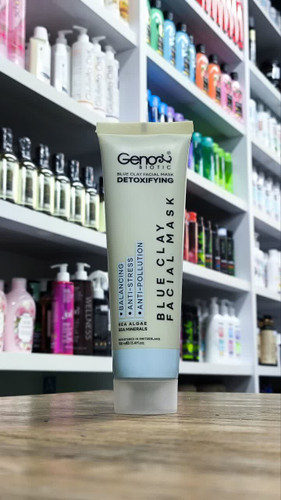 Geno
BIOTIC
BLUE CLAY FACIAL MASK
DETOXIFYING
BLUE CLAY
FACIAL MASK
• BALANCING
• ANTI-STRESS
• ANTI-POLLUTION
SEA ALGAE
SEA MINERALS
WELLNESS